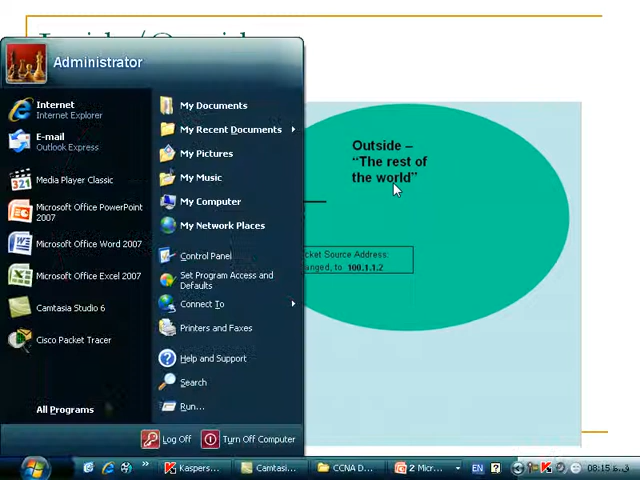 Administrator
Internet
Internet Explorer
E-mail
Outlook Express
Media Player Classic
Microsoft Office PowerPoint
2007
Microsoft Office Word 2007
Microsoft Office Excel 2007
Camtasia Studio 6
Cisco Packet Tracer
All Programs
My Documents
My Recent Documents
My Pictures
My Music
My Computer
My Network Places
Control Panel
Set Program Access and
Defaults
Connect To
Printers and Faxes
Help and Support
Search
Run...
Log Off
Turn Off Computer
Outside –
“The rest of
the world”
Source Address:
to 100.1.1.2
Kaspers...
Camtasi...
CCNA D...
2 Micr...
EN
08:15